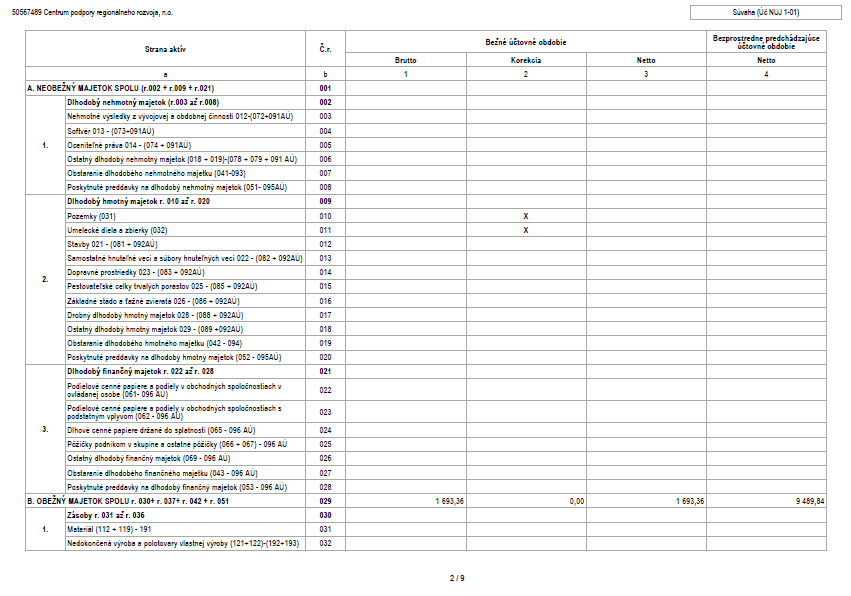 50567489 Centrum podpory regionálneho rozvoja, n.o.
Súvaha (Úč NUJ 1-01)
Strana aktív
Č.r.
Bežné účtovné obdobie
Bezprostredne predchádzajúce
účtovné obdobie
Brutto Korekcia Netto Netto
a b 1 2 3 4
A. NEOBEŽNÝ MAJETOK SPOLU (r.002 + r.009 + r.021) 001
1.
Dlhodobý nehmotný majetok (r.003 až r.008) 002
Nehmotné výsledky z vývojovej a obdobnej činnosti 012-(072+091AÚ) 003
Softvér 013 - (073+091AÚ) 004
Oceniteľné práva 014 - (074 + 091AÚ) 005
Ostatný dlhodobý nehmotný majetok (018 + 019)-(078 + 079 + 091 AÚ) 006
Obstaranie dlhodobého nehmotného majetku (041-093) 007
Poskytnuté preddavky na dlhodobý nehmotný majetok (051- 095AÚ) 008
2.
Dlhodobý hmotný majetok r. 010 až r. 020 009
Pozemky (031) 010 X
Umelecké diela a zbierky (032) 011 X
Stavby 021 - (081 + 092AÚ) 012
Samostatné hnuteľné veci a súbory hnuteľných vecí 022 - (082 + 092AÚ) 013
Dopravné prostriedky 023 - (083 + 092AÚ) 014
Pestovateľské celky trvalých porastov 025 - (085 + 092AÚ) 015
Základné stádo a ťažné zvieratá 026 - (086 + 092AÚ) 016
Drobný dlhodobý hmotný majetok 028 - (088 + 092AÚ) 017
Ostatný dlhodobý hmotný majetok 029 - (089 +092AÚ) 018
Obstaranie dlhodobého hmotného majetku (042 - 094) 019
Poskytnuté preddavky na dlhodobý hmotný majetok (052 - 095AÚ) 020
3.
Dlhodobý finančný majetok r. 022 až r. 028 021
Podielové cenné papiere a podiely v obchodných spoločnostiach v
ovládanej osobe (061- 096 AÚ) 022
Podielové cenné papiere a podiely v obchodných spoločnostiach s
podstatným vplyvom (062 - 096 AÚ) 023
Dlhové cenné papiere držané do splatnosti (065 - 096 AÚ) 024
Pôžičky podnikom v skupine a ostatné pôžičky (066 + 067) - 096 AÚ 025
Ostatný dlhodobý finančný majetok (069 - 096 AÚ) 026
Obstaranie dlhodobého finančného majetku (043 - 096 AÚ) 027
Poskytnuté preddavky na dlhodobý finančný majetok (053 - 096 AÚ) 028
B. OBEŽNÝ MAJETOK SPOLU r. 030+ r. 037+ r. 042 + r. 051 029 1 693,36 0,00 1 693,36 9 489,84
1.
Zásoby r. 031 až r. 036 030
Materiál (112 + 119) - 191 031
Nedokončená výroba a polotovary vlastnej výroby (121+122)-(192+193) 032
2 / 9